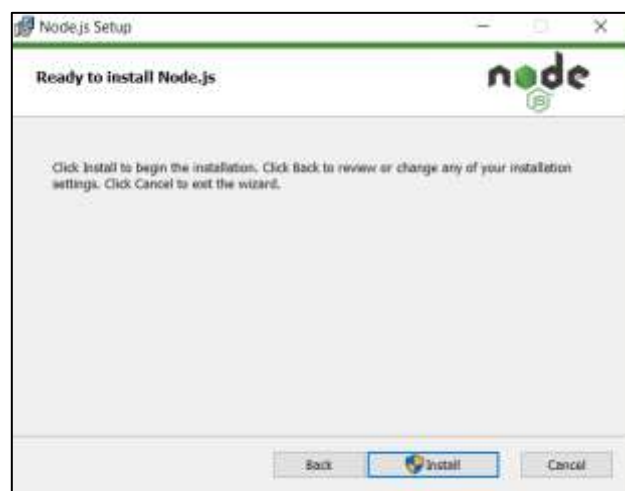 Node.js Setup
Ready to install Node.js
node
JS
Click Install to begin the installation. Click Back to review or change any of your installation
settings. Click Cancel to exit the wizard.
Back Install Cancel